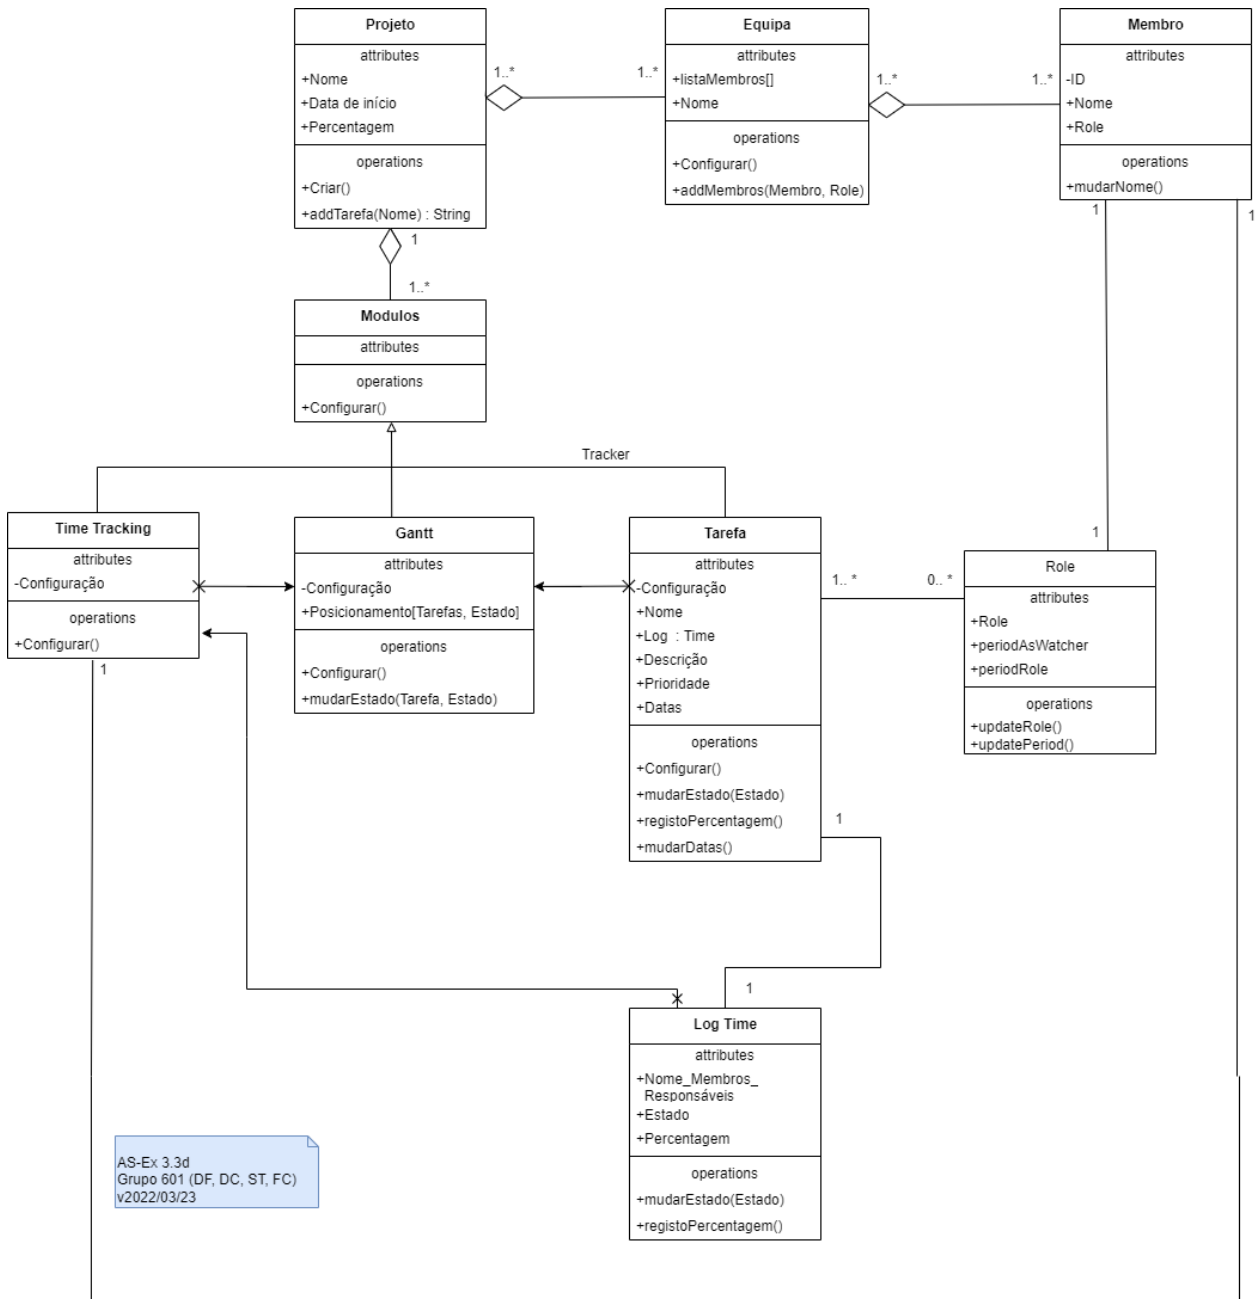 Projeto
attributes
+Nome
+Data de início
+Percentagem
operations
+Criar()
+addTarefa(Nome) : String
1..*
1..*
Equipa
attributes
+listaMembros[]
+Nome
operations
+Configurar()
+addMembros(Membro, Role)
1..*
1..*
Membro
attributes
-ID
+Nome
+Role
operations
+mudarNome()
1
1
1
1..*
Modulos
attributes
operations
+Configurar()
Tracker
Time Tracking
attributes
-Configuração
operations
+Configurar()
1
Gantt
attributes
-Configuração
+Posicionamento[Tarefas, Estado]
operations
+Configurar()
+mudarEstado(Tarefa, Estado)
Tarefa
attributes
-Configuração
+Nome
+Log : Time
+Descrição
+Prioridade
+Datas
operations
+Configurar()
+mudarEstado(Estado)
+registoPercentagem()
+mudarDatas()
1.. *
0.. *
1
Role
attributes
+Role
+periodAsWatcher
+periodRole
operations
+updateRole()
+updatePeriod()
1
1
Log Time
attributes
+Nome_Membros_
Responsáveis
+Estado
+Percentagem
operations
+mudarEstado(Estado)
+registoPercentagem()
AS-Ex 3.3d
Grupo 601 (DF, DC, ST, FC)
v2022/03/23